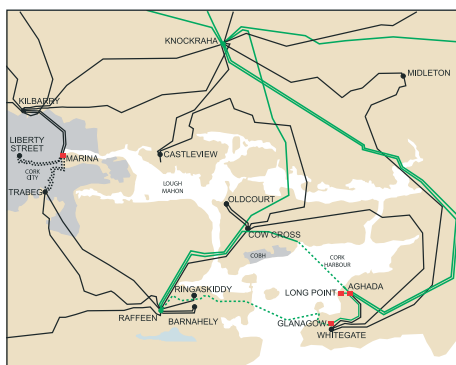 KNOCKRAHA
MIDLETON
KILBARRY
LIBERTY
STREET
MARINA
CORK
CITY
TRABEG
CASTLEVIEW
LOUGH
MAHON
OLDCOURT
COW CROSS
COBH
CORK
HARBOUR
AGHADA
LONG POINT
RINGASKIDDY
RAFFEEN
BARNAHELY
GLANAGOW
WHITEGATE